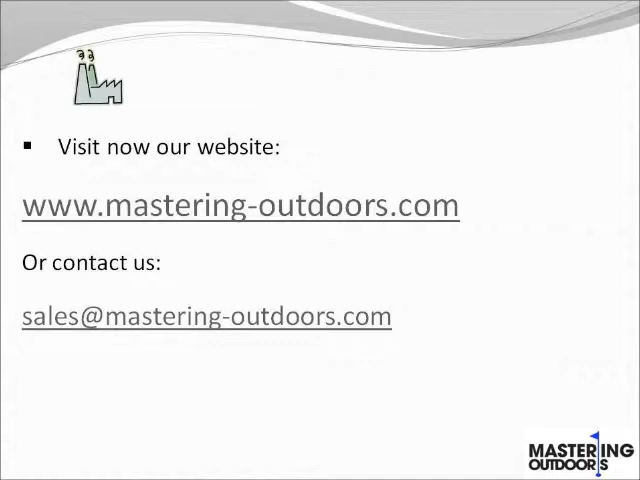 Visit now our website:
www.mastering-outdoors.com
Or contact us:
sales@mastering-outdoors.com
MASTERING
OUTDOORS